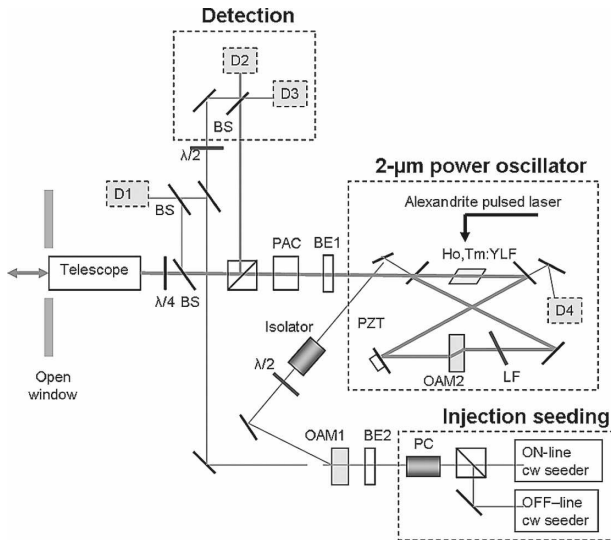 Detection
D2
D3
BS
λ/2
D1
BS
2-µm power oscillator
Alexandrite pulsed laser
Ho,Tm:YLF
PAC
BE1
Telescope
λ/4 BS
D4
PZT
Isolator
λ/2
OAM2
LF
Open
window
Injection seeding
OAM1
BE2
PC
ON-line
cw seeder
OFF–line
cw seeder